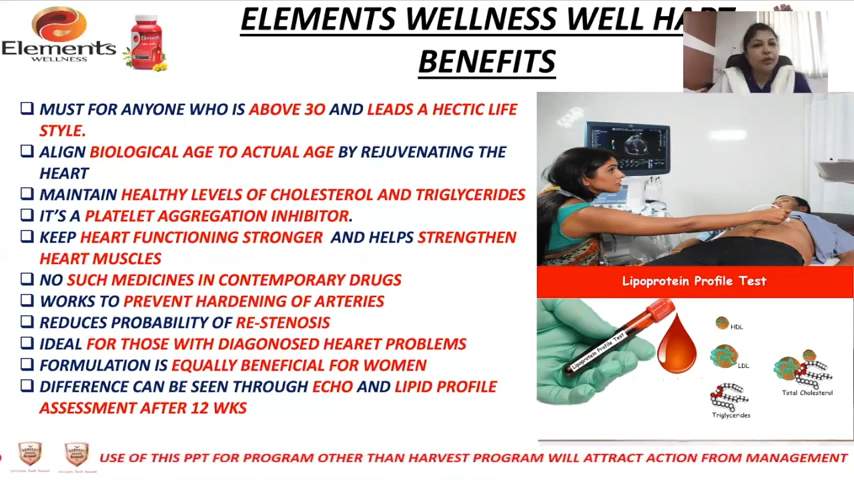 Elements
WELLNESS
ELEMENTS WELLNESS WELL HART
BENEFITS
MUST FOR ANYONE WHO IS ABOVE 3O AND LEADS A HECTIC LIFE
STYLE.
ALIGN BIOLOGICAL AGE TO ACTUAL AGE BY REJUVENATING THE
HEART
MAINTAIN HEALTHY LEVELS OF CHOLESTEROL AND TRIGLYCERIDES
IT'S A PLATELET AGGREGATION INHIBITOR.
KEEP HEART FUNCTIONING STRONGER AND HELPS STRENGTHEN
HEART MUSCLES
NO SUCH MEDICINES IN CONTEMPORARY DRUGS
WORKS TO PREVENT HARDENING OF ARTERIES
REDUCES PROBABILITY OF RE-STENOSIS
IDEAL FOR THOSE WITH DIAGONOSED HEARET PROBLEMS
FORMULATION IS EQUALLY BENEFICIAL FOR WOMEN
DIFFERENCE CAN BE SEEN THROUGH ECHO AND LIPID PROFILE
ASSESSMENT AFTER 12 WKS
Lipoprotein Profile Test
Lipoprotein Profile Test
HDL
LDL
Total Cholesterol
Triglycerides
USE OF THIS PPT FOR PROGRAM OTHER THAN HARVEST PROGRAM WILL ATTRACT ACTION FROM MANAGEMENT